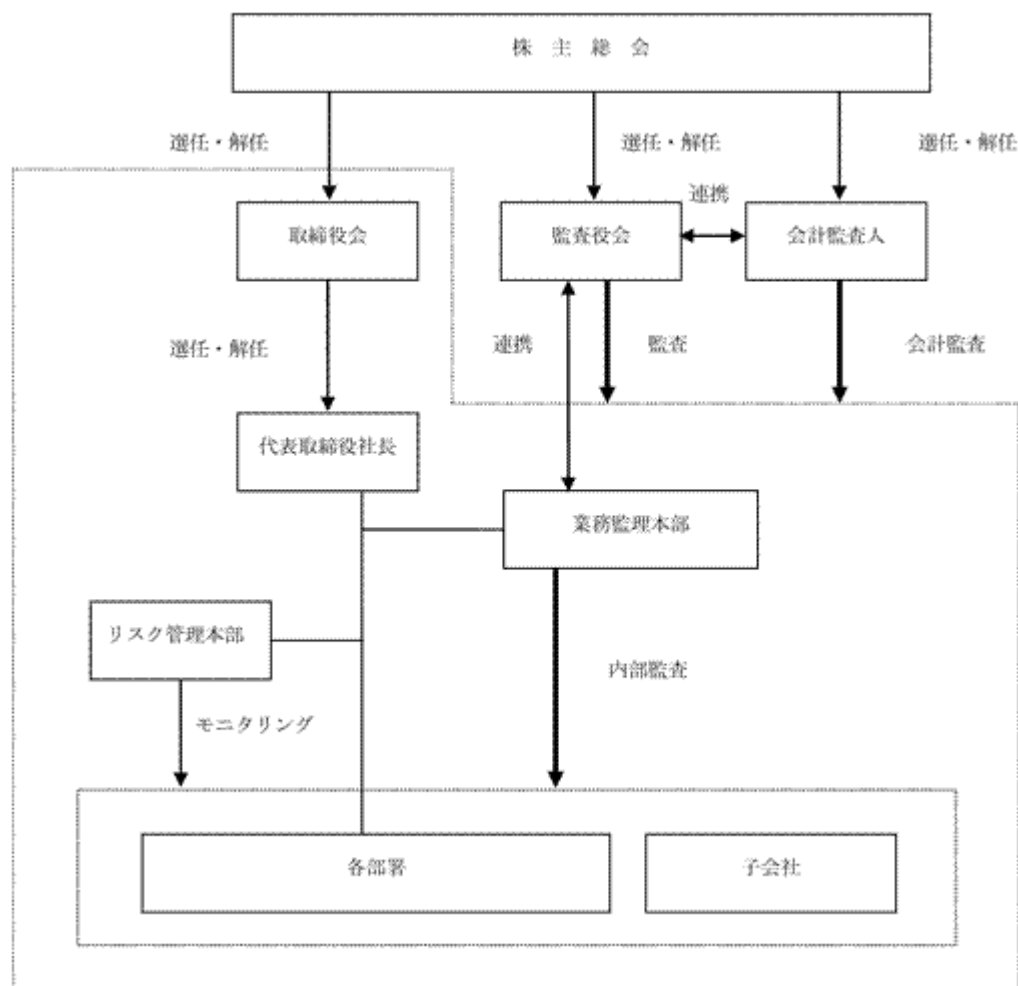 株 主 総 会
選任・解任
選任・解任
選任・解任
連携
取締役会
監査役会
会計監査人
選任・解任
連携
監査
会計監査
代表取締役社長
業務監理本部
リスク管理本部
内部監査
モニタリング
各部署
子会社